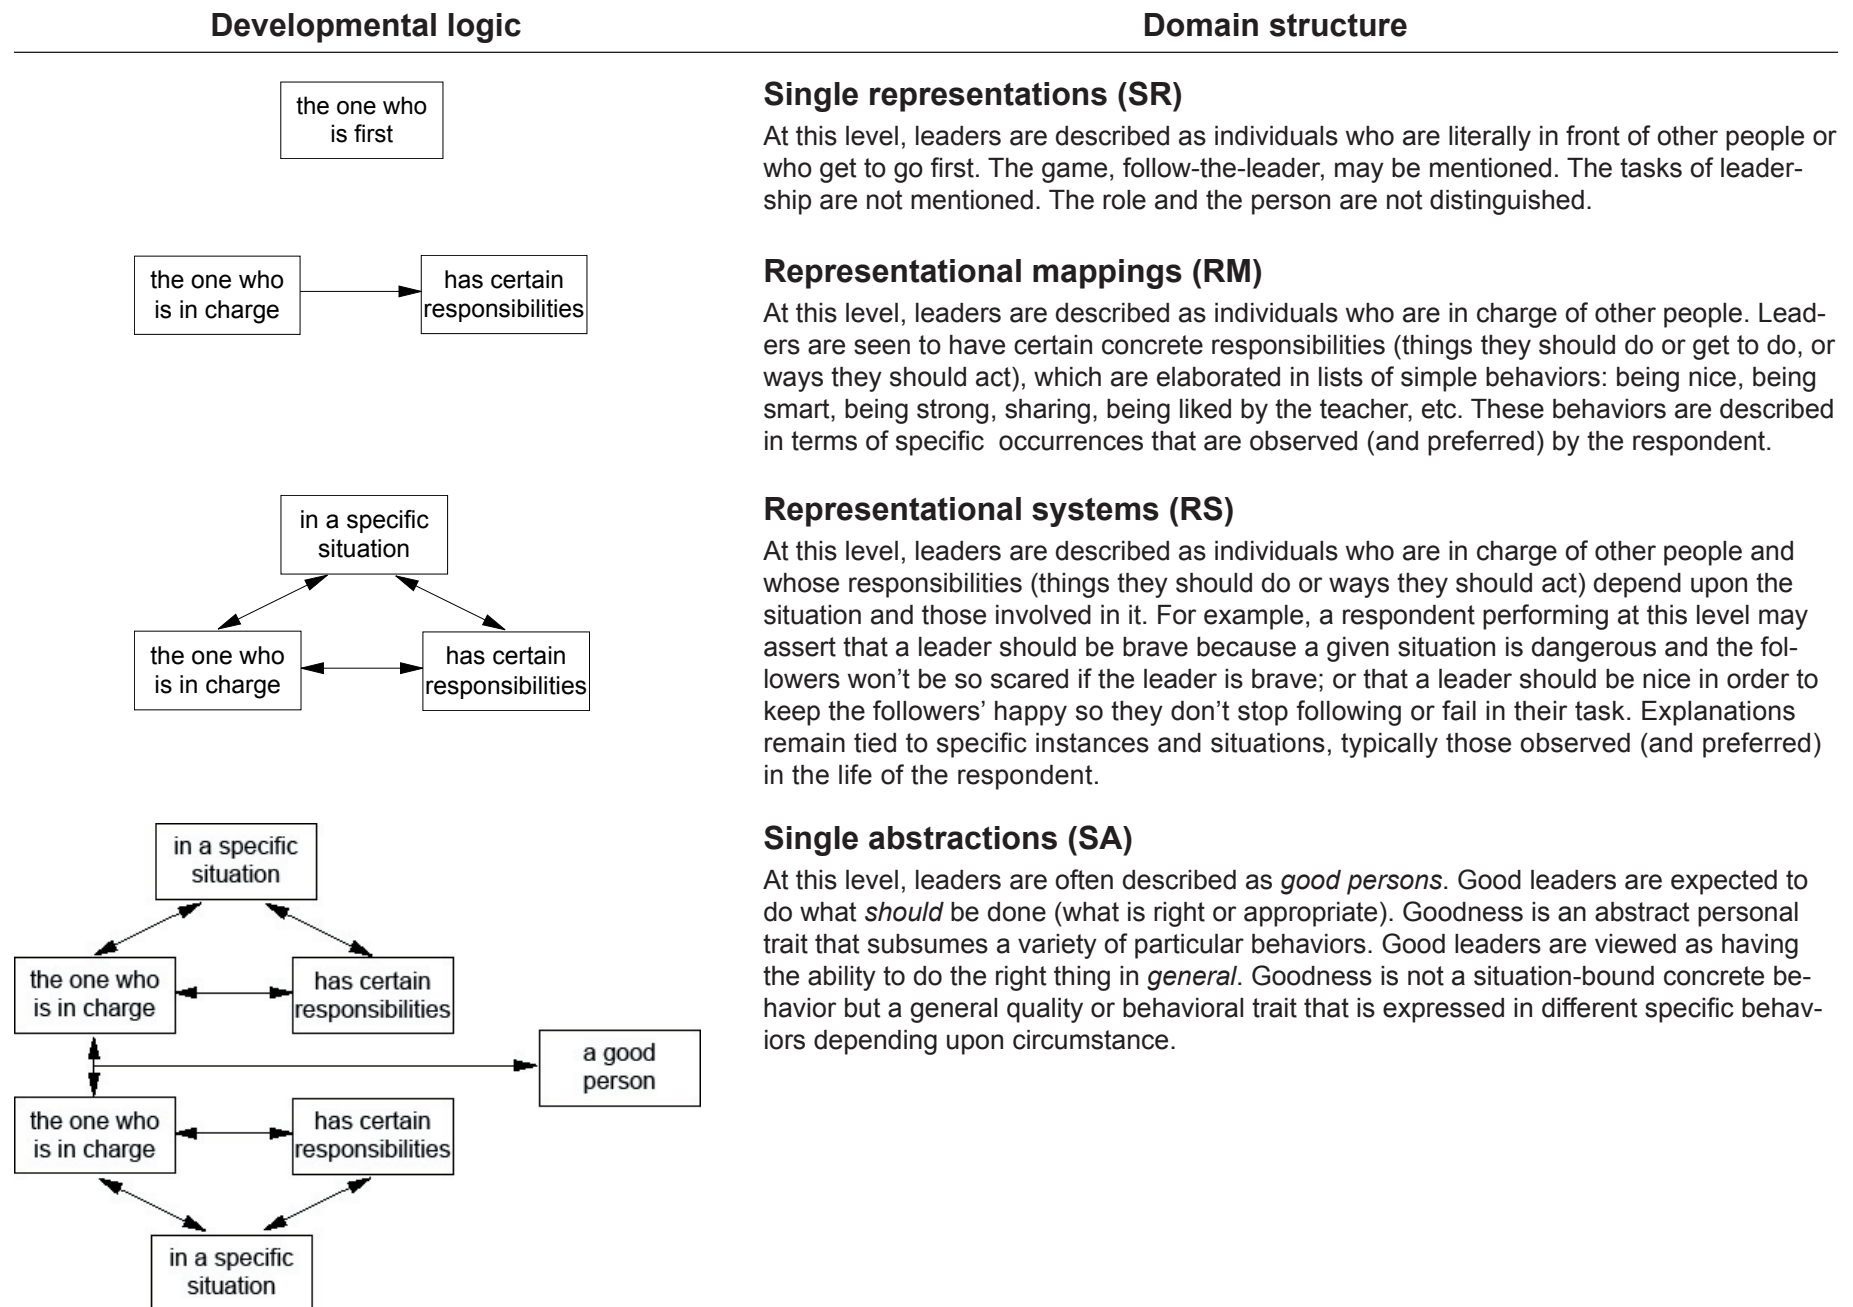 Developmental logic
Domain structure
the one who
is first
Single representations (SR)
At this level, leaders are described as individuals who are literally in front of other people or
who get to go first. The game, follow-the-leader, may be mentioned. The tasks of leader-
ship are not mentioned. The role and the person are not distinguished.
the one who
is in charge
has certain
responsibilities
Representational mappings (RM)
At this level, leaders are described as individuals who are in charge of other people. Lead-
ers are seen to have certain concrete responsibilities (things they should do or get to do, or
ways they should act), which are elaborated in lists of simple behaviors: being nice, being
smart, being strong, sharing, being liked by the teacher, etc. These behaviors are described
in terms of specific  occurrences that are observed (and preferred) by the respondent.
in a specific
situation
the one who
is in charge
has certain
responsibilities
Representational systems (RS)
At this level, leaders are described as individuals who are in charge of other people and
whose responsibilities (things they should do or ways they should act) depend upon the
situation and those involved in it. For example, a respondent performing at this level may
assert that a leader should be brave because a given situation is dangerous and the fol-
lowers won’t be so scared if the leader is brave; or that a leader should be nice in order to
keep the followers’ happy so they don’t stop following or fail in their task. Explanations
remain tied to specific instances and situations, typically those observed (and preferred)
in the life of the respondent.
in a specific
situation
the one who
is in charge
has certain
responsibilities
a good
person
the one who
is in charge
has certain
responsibilities
in a specific
situation
Single abstractions (SA)
At this level, leaders are often described as good persons. Good leaders are expected to
do what should be done (what is right or appropriate). Goodness is an abstract personal
trait that subsumes a variety of particular behaviors. Good leaders are viewed as having
the ability to do the right thing in general. Goodness is not a situation-bound concrete be-
havior but a general quality or behavioral trait that is expressed in different specific behav-
iors depending upon circumstance.